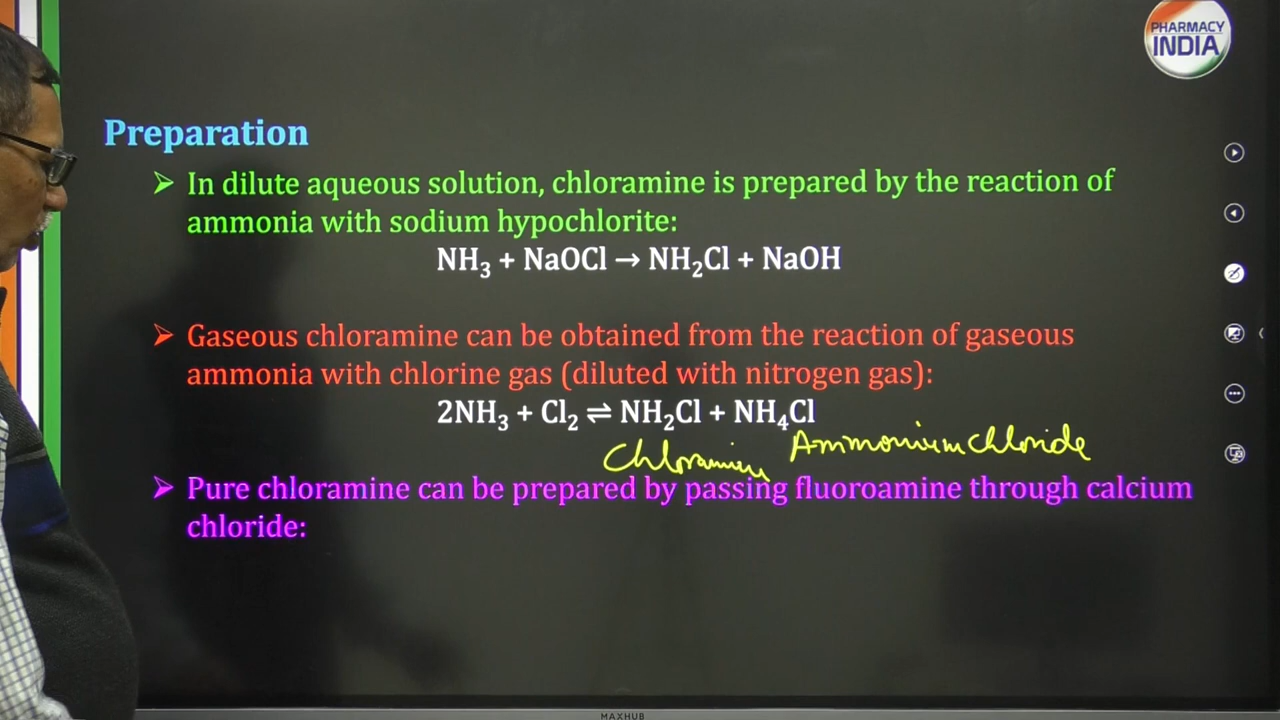 PHARMACY
INDIA
Preparation
➤ In dilute aqueous solution, chloramine is prepared by the reaction of
ammonia with sodium hypochlorite:
NH₃ + NaOCl → NH₂Cl + NaOH
➤ Gaseous chloramine can be obtained from the reaction of gaseous
ammonia with chlorine gas (diluted with nitrogen gas):
2NH₃ + Cl₂ ⇌ NH₂Cl + NH₄Cl
Chloramine Ammonium chloride
➤ Pure chloramine can be prepared by passing fluoroamine through calcium
chloride:
MAXHUB